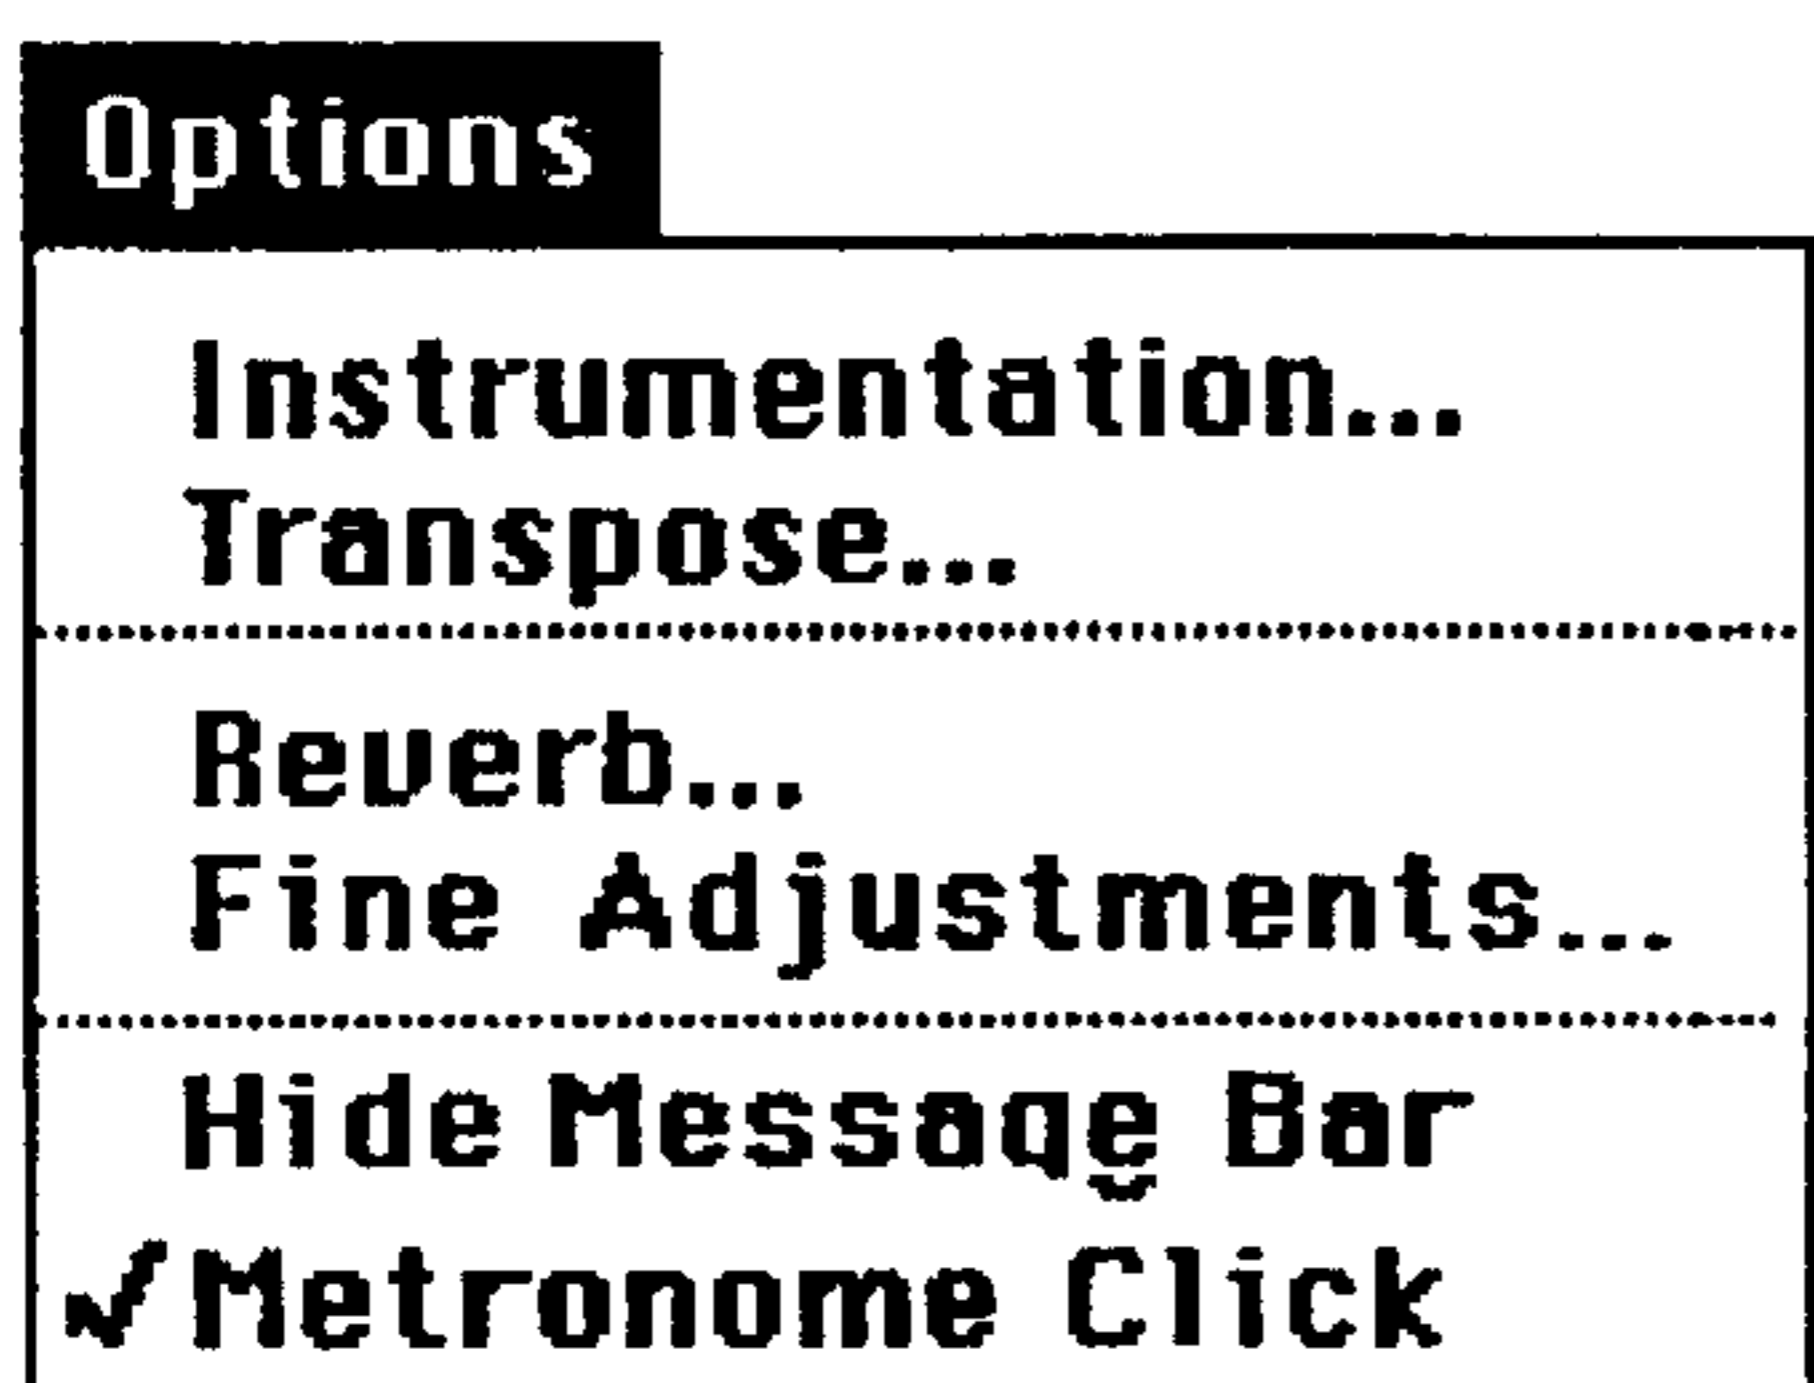 Options
Instrumentation...
Transpose...
Reverb...
Fine Adjustments...
Hide Message Bar
✓Metronome Click